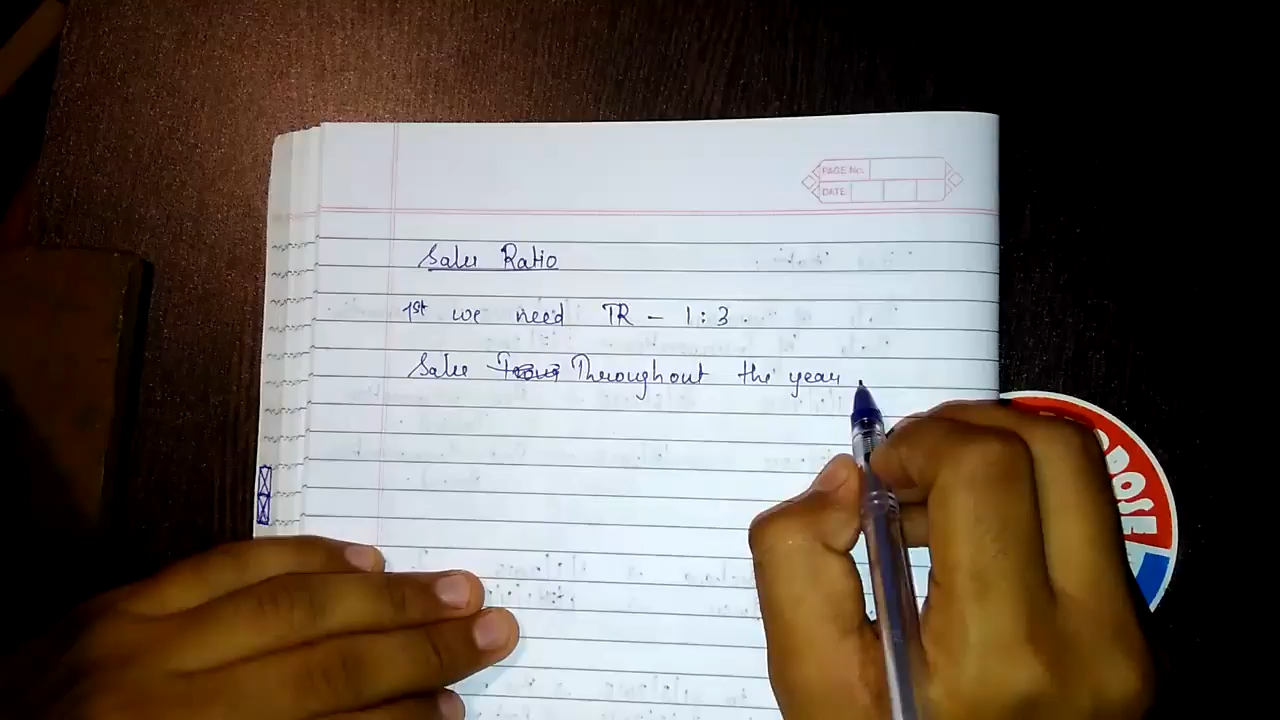 PAGE No.
DATE
Sales Ratio
1st we need TR - 1:3.
Sales Throughout the year